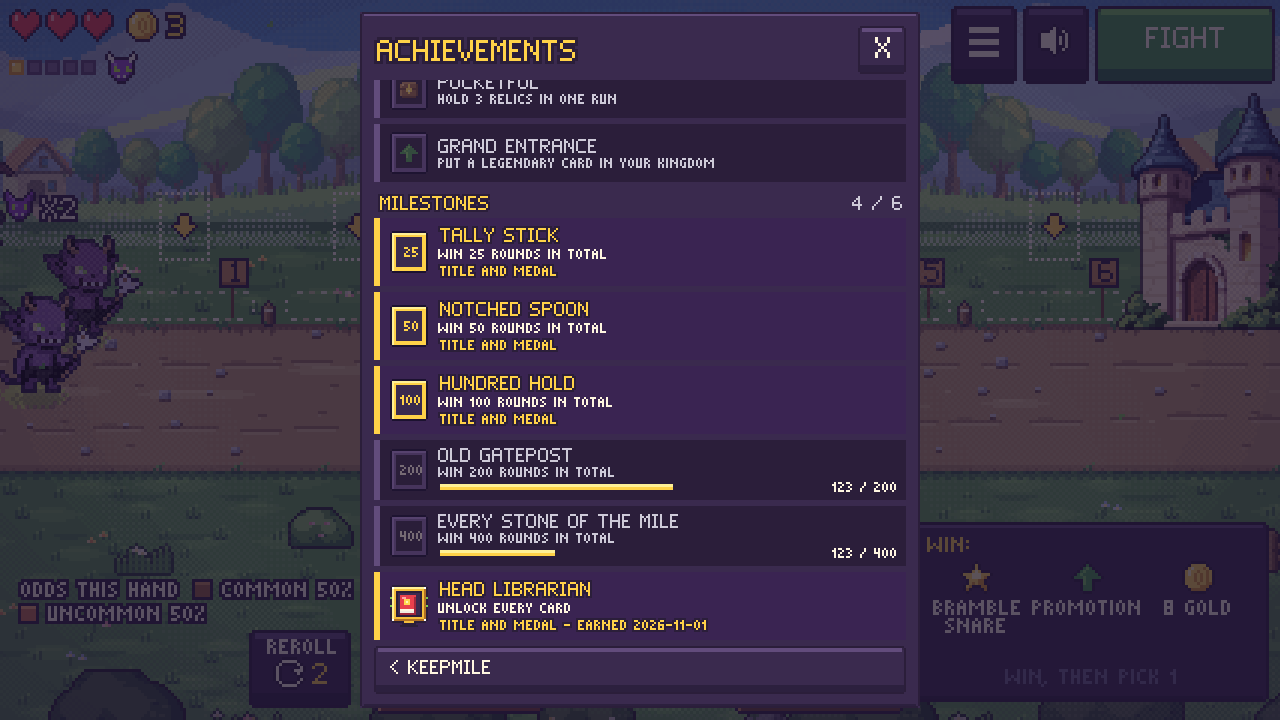 3
FIGHT
ACHIEVEMENTS
X
POCKETFUL
HOLD 3 RELICS IN ONE RUN
GRAND ENTRANCE
PUT A LEGENDARY CARD IN YOUR KINGDOM
MILESTONES
4 / 6
X2
25
TALLY STICK
WIN 25 ROUNDS IN TOTAL
TITLE AND MEDAL
1
5
6
50
NOTCHED SPOON
WIN 50 ROUNDS IN TOTAL
TITLE AND MEDAL
100
HUNDRED HOLD
WIN 100 ROUNDS IN TOTAL
TITLE AND MEDAL
200
OLD GATEPOST
WIN 200 ROUNDS IN TOTAL
123 / 200
400
EVERY STONE OF THE MILE
WIN 400 ROUNDS IN TOTAL
123 / 400
HEAD LIBRARIAN
UNLOCK EVERY CARD
TITLE AND MEDAL - EARNED 2026-11-01
< KEEPMILE
ODDS THIS HAND COMMON 50%
UNCOMMON 50%
REROLL
2
WIN:
BRAMBLE SNARE
PROMOTION
8 GOLD
WIN, THEN PICK 1